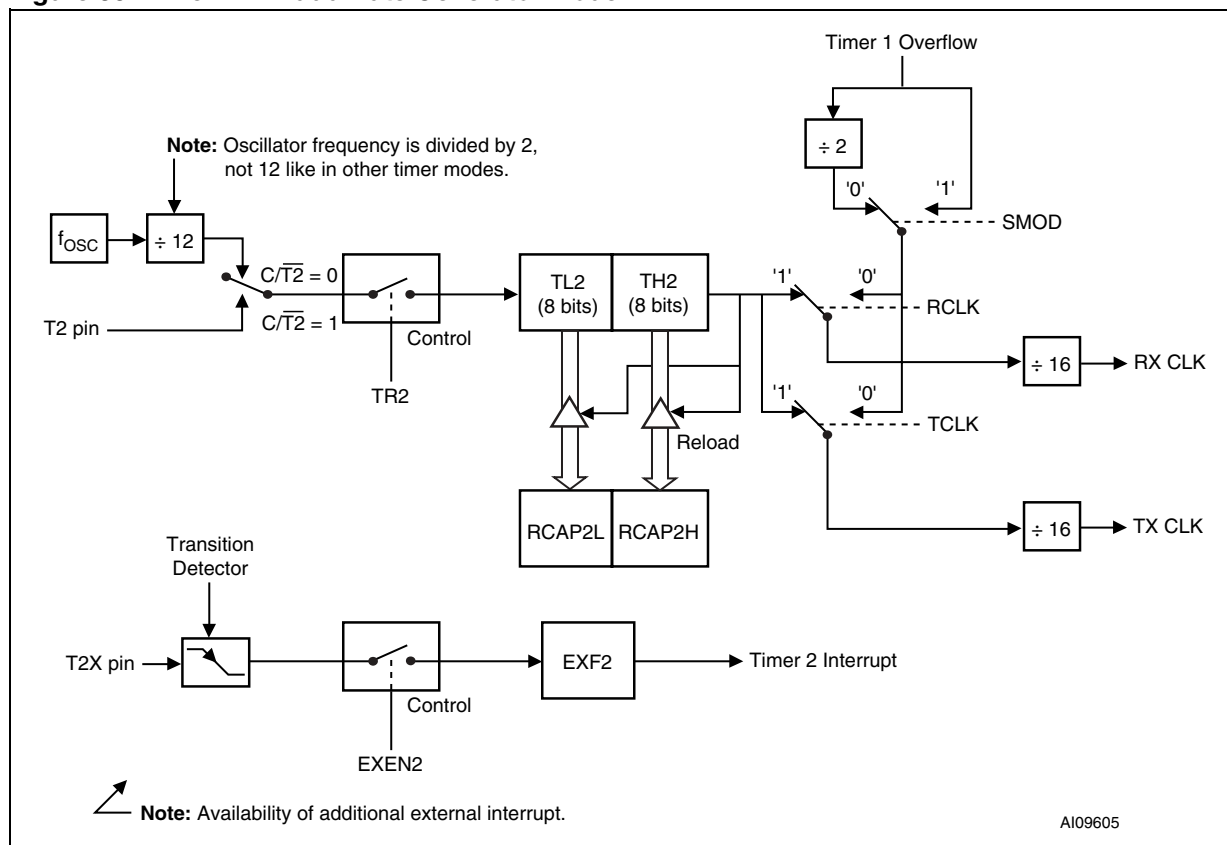 Timer 1 Overflow
Note: Oscillator frequency is divided by 2,
not 12 like in other timer modes.
÷ 2
'0'
'1'
SMOD
fOSC
÷ 12
C/T2 = 0
T2 pin
C/T2 = 1
Control
TR2
TL2
(8 bits)
TH2
(8 bits)
'1'
'0'
RCLK
÷ 16
RX CLK
'1'
'0'
TCLK
Reload
RCAP2L
RCAP2H
÷ 16
TX CLK
Transition
Detector
T2X pin
Control
EXEN2
EXF2
Timer 2 Interrupt
Note: Availability of additional external interrupt.
AI09605